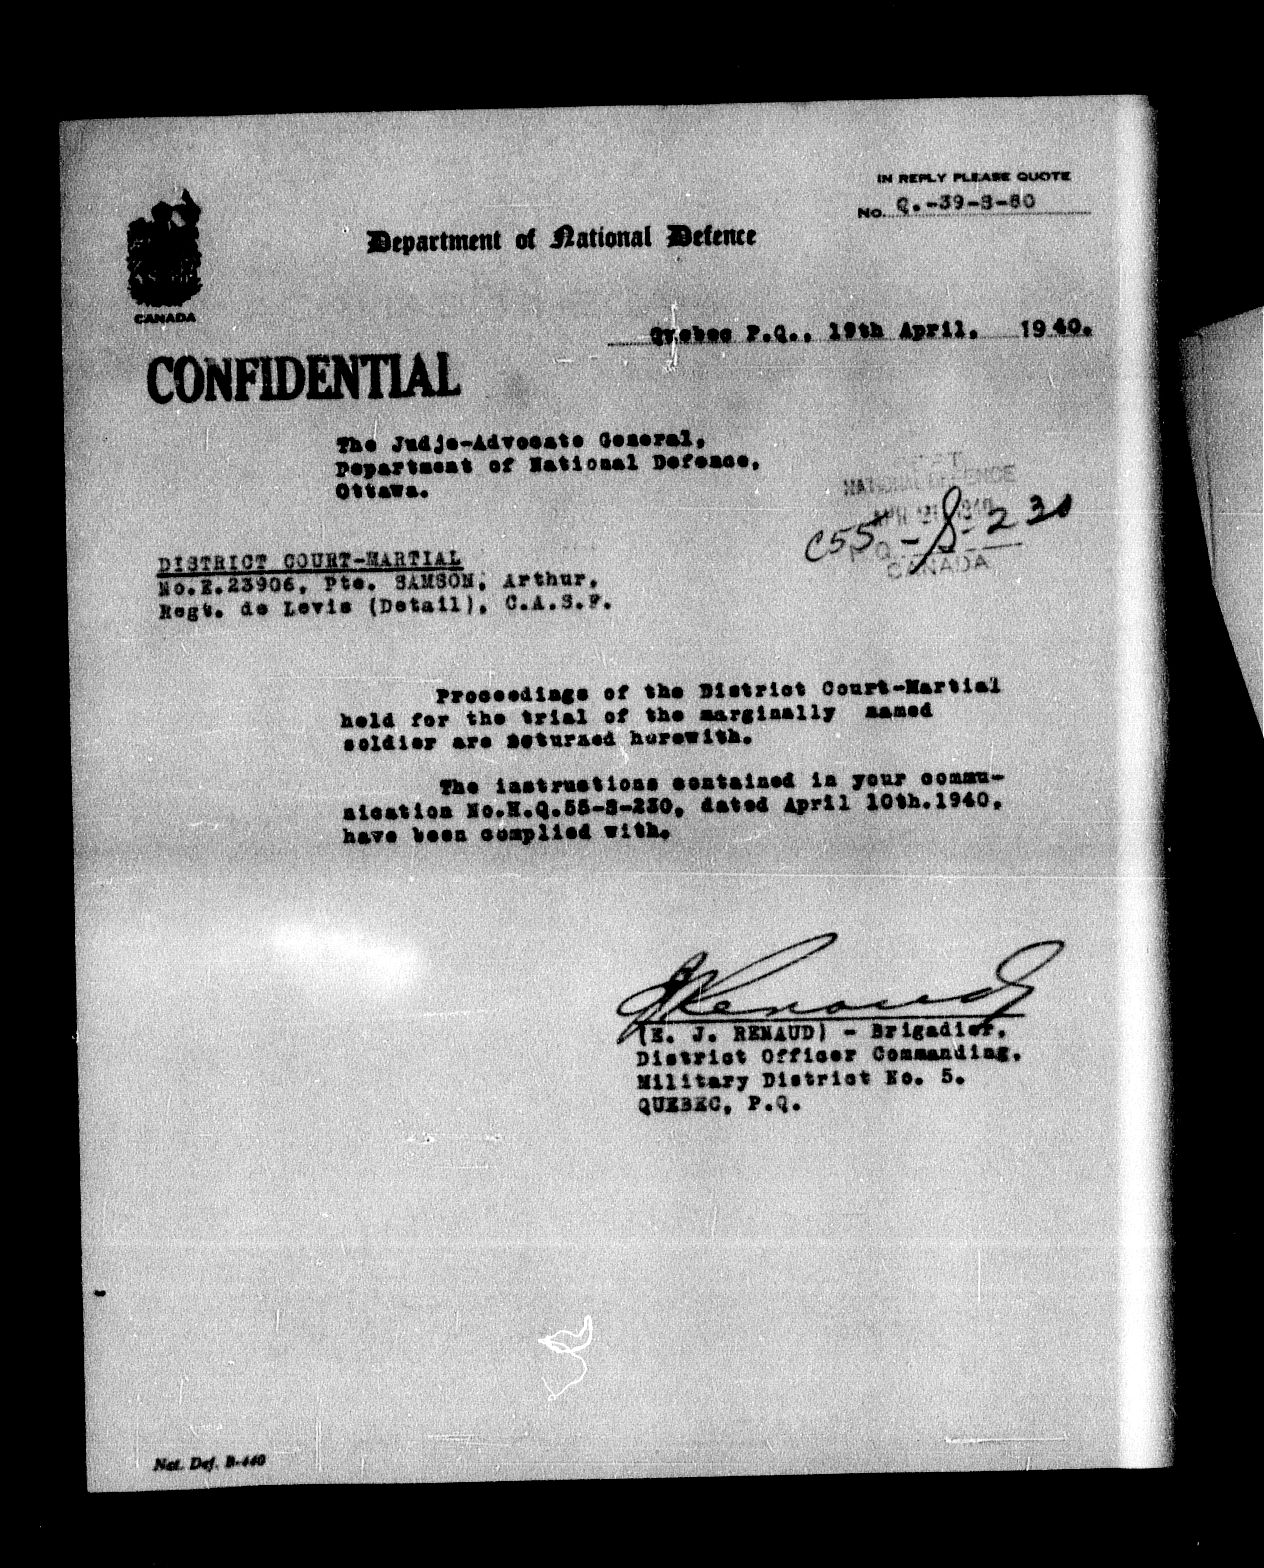 IN REPLY PLEASE QUOTE
No. Q.-39-S-80
Department of National Defence
CANADA
Quebec P.Q., 19th April, 1940.
CONFIDENTIAL
The Judje-Advocate General,
Department of National Defence,
Ottawa.
NATIONAL DEFENCE
C55-S-230
CANADA
DISTRICT COURT-MARTIAL
No.E.23906, Pte. SAMSON, Arthur,
Regt. de Levis (Detail), C.A.S.F.
Proceedings of the District Court-Martial
held for the trial of the marginally named
soldier are returned herewith.
The instructions contained in your commu-
nication No.H.Q.55-S-230, dated April 10th.1940,
have been complied with.
(E. J. RENAUD) - Brigadier,
District Officer Commanding,
Military District No. 5.
QUEBEC, P.Q.
Nat. Def. B-440